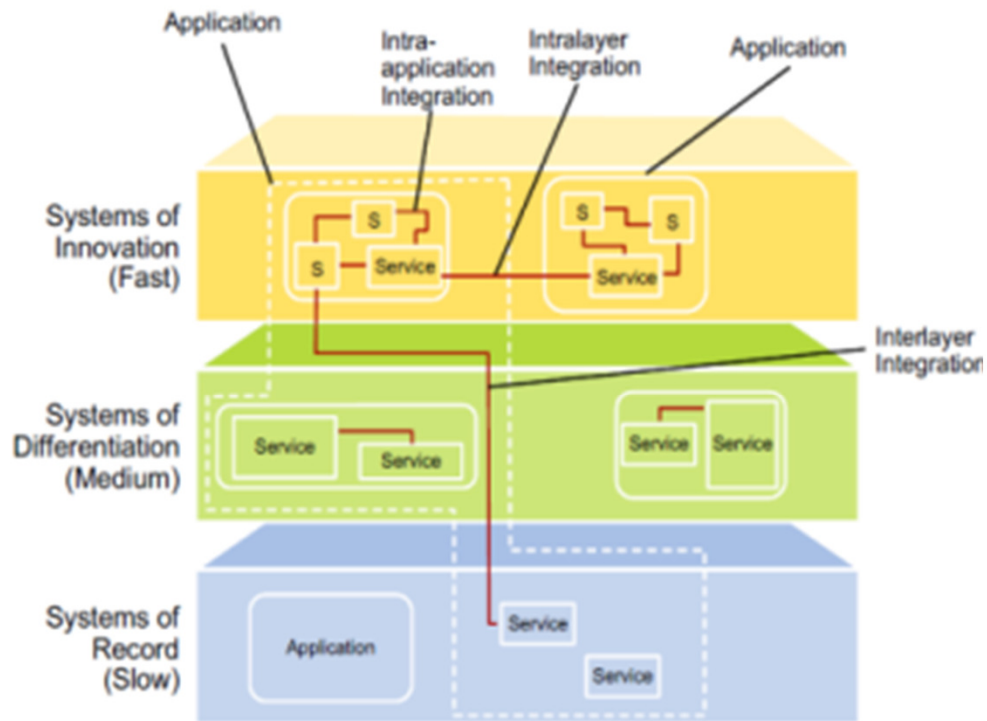 Application
Intra-
application
Integration
Intralayer
Integration
Application
Systems of
Innovation
(Fast)
S
S
Service
S
S
Service
Interlayer
Integration
Systems of
Differentiation
(Medium)
Service
Service
Service
Service
Systems of
Record
(Slow)
Application
Service
Service